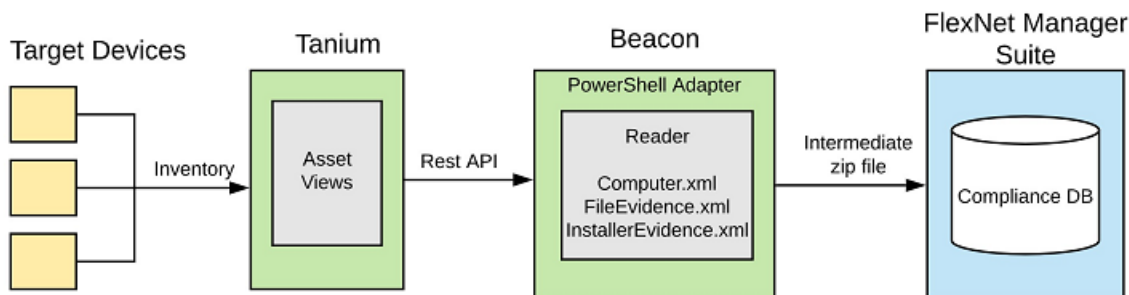 Target Devices
Inventory
Tanium
Asset
Views
Rest API
Beacon
PowerShell Adapter
Reader
Computer.xml
FileEvidence.xml
InstallerEvidence.xml
Intermediate
zip file
FlexNet Manager
Suite
Compliance DB